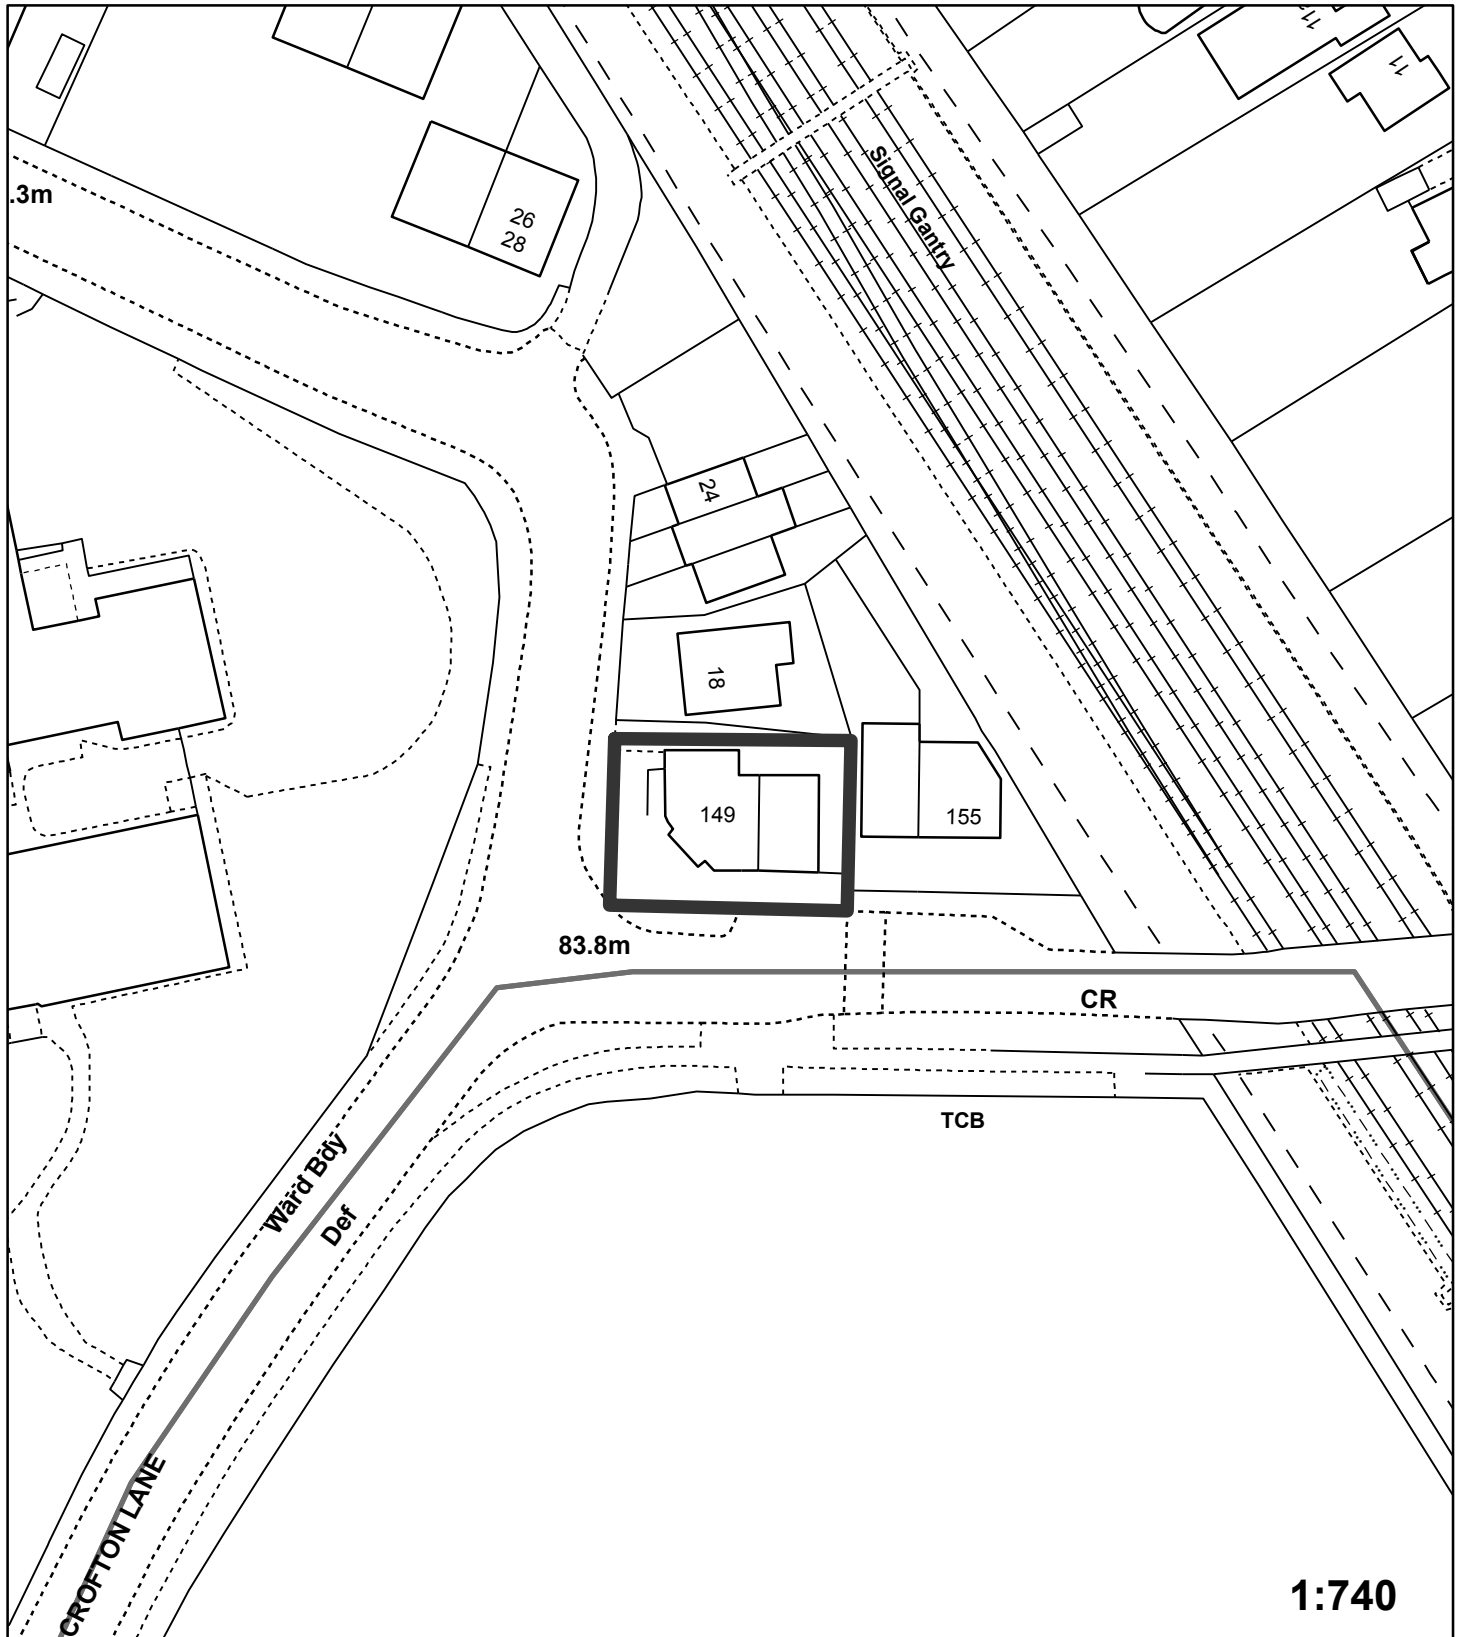 11
.3m
Signal Gantry
26
28
24
18
149
155
83.8m
CR
TCB
Ward Bdy
Def
CROFTON LANE
1:740